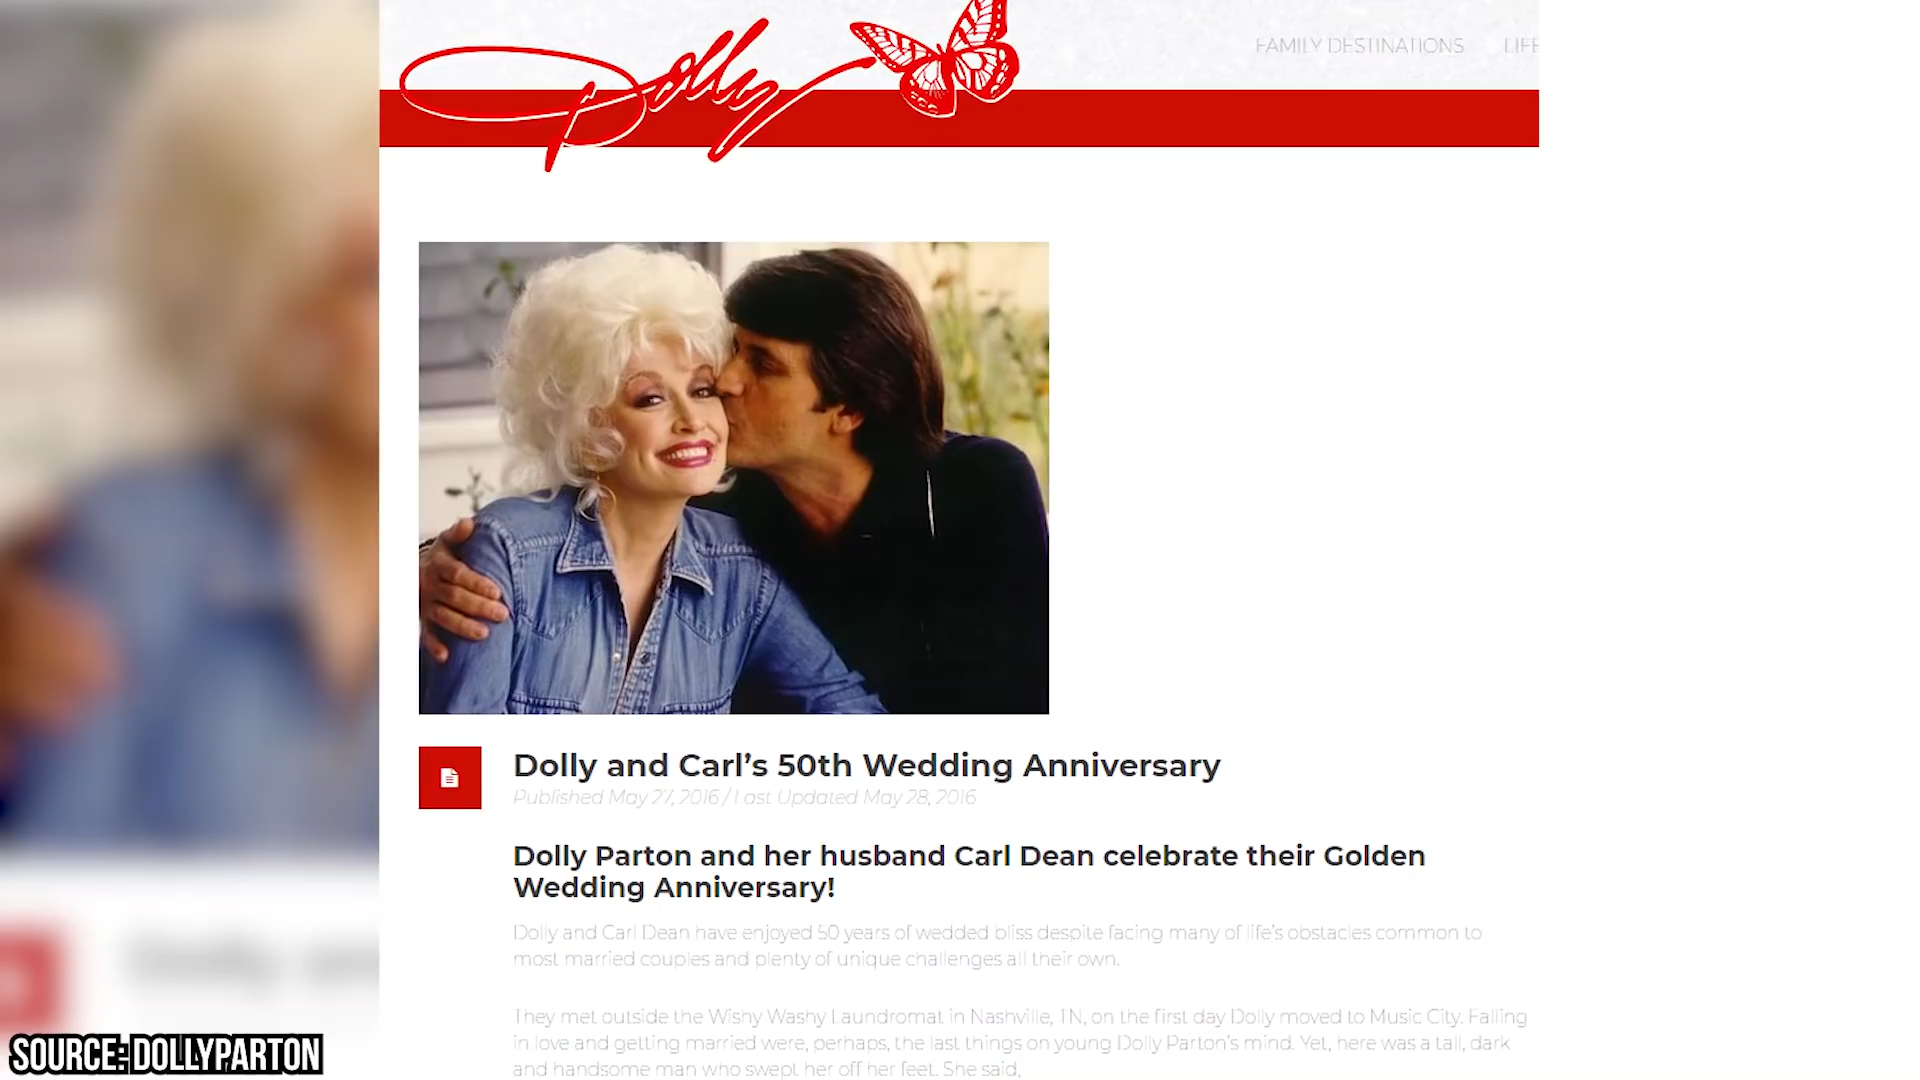 Dolly
FAMILY DESTINATIONS LIFE
Dolly and Carl's 50th Wedding Anniversary
Published May 27, 2016 / Last Updated May 28, 2016
Dolly Parton and her husband Carl Dean celebrate their Golden
Wedding Anniversary!
Dolly and Carl Dean have enjoyed 50 years of wedded bliss despite facing many of life's obstacles common to
most married couples and plenty of unique challenges all their own.
They met outside the Wishy Washy Laundromat in Nashville, TN, on the first day Dolly moved to Music City. Falling
in love and getting married were, perhaps, the last things on young Dolly Parton's mind. Yet, here was a tall, dark
and handsome man who swept her off her feet. She said,
SOURCE: DOLLYPARTON